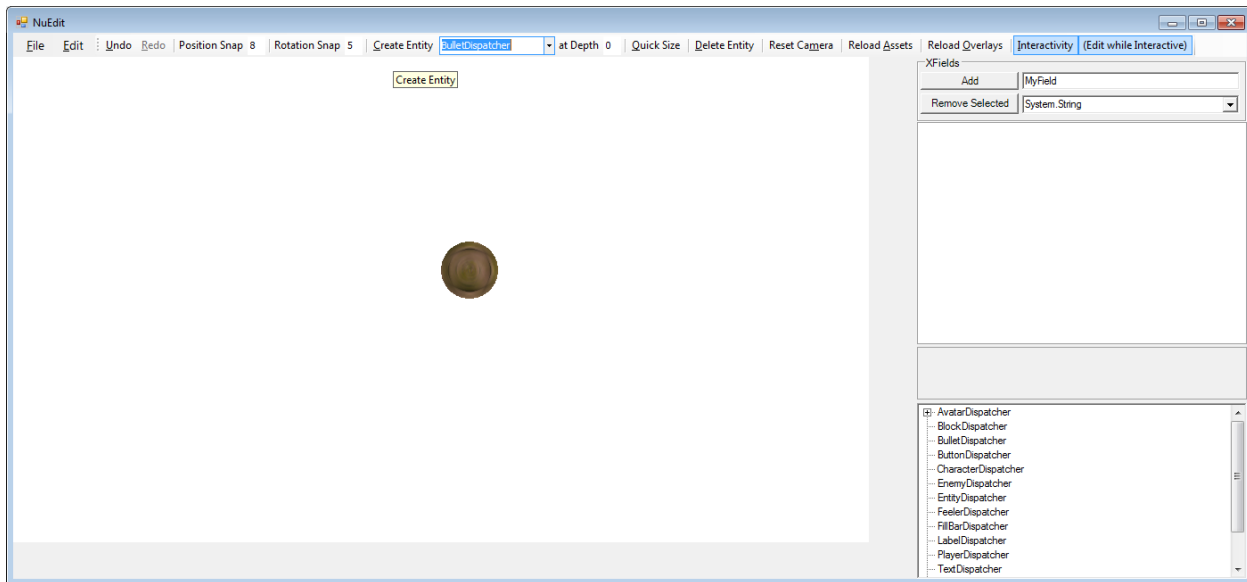 NuEdit
File Edit Undo Redo Position Snap 8 Rotation Snap 5 Create Entity BulletDispatcher at Depth 0 Quick Size Delete Entity Reset Camera Reload Assets Reload Overlays Interactivity (Edit while Interactive)
Create Entity
XFields
Add MyField
Remove Selected System.String
AvatarDispatcher
BlockDispatcher
BulletDispatcher
ButtonDispatcher
CharacterDispatcher
EnemyDispatcher
EntityDispatcher
FeelerDispatcher
FillBarDispatcher
LabelDispatcher
PlayerDispatcher
TextDispatcher